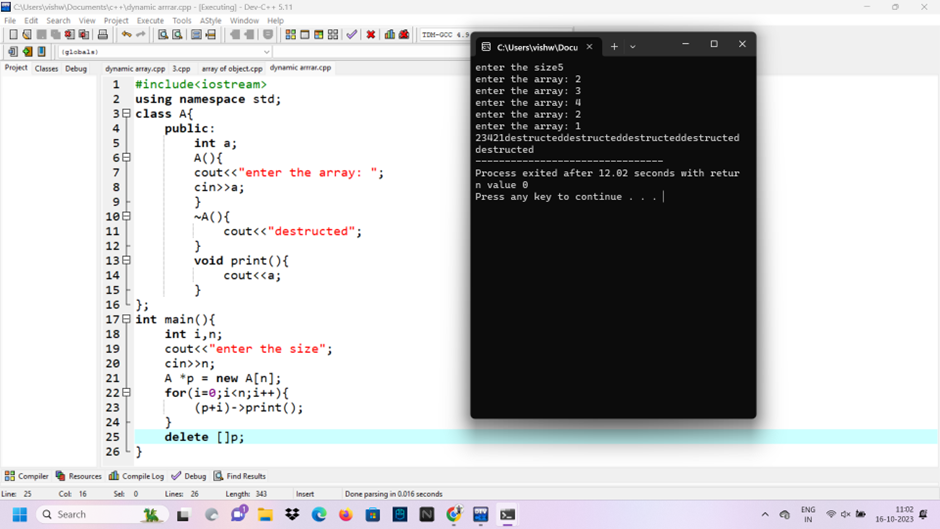 C:\Users\vishw\Documents\c++\dynamic arrrar.cpp - [Executing] - Dev-C++ 5.11
File Edit Search View Project Execute Tools AStyle Window Help
TDM-GCC 4.9
(globals)
Project Classes Debug
dynamic array.cpp 3.cpp array of object.cpp dynamic arrrar.cpp
1 #include<iostream>
2 using namespace std;
3 class A{
4 public:
5 int a;
6 A(){
7 cout<<"enter the array: ";
8 cin>>a;
9 }
10 ~A(){
11 cout<<"destructed";
12 }
13 void print(){
14 cout<<a;
15 }
16 };
17 int main(){
18 int i,n;
19 cout<<"enter the size";
20 cin>>n;
21 A *p = new A[n];
22 for(i=0;i<n;i++){
23 (p+i)->print();
24 }
25 delete []p;
26 }
C:\Users\vishw\Docu
enter the size5
enter the array: 2
enter the array: 3
enter the array: 4
enter the array: 2
enter the array: 1
23421destructeddestructeddestructeddestructed
destructed
--------------------------------
Process exited after 12.02 seconds with retur
n value 0
Press any key to continue . . .
Compiler Resources Compile Log Debug Find Results
Line: 25 Col: 16 Sel: 0 Lines: 26 Length: 343 Insert Done parsing in 0.016 seconds
Search
ENG
IN
11:02
16-10-2023